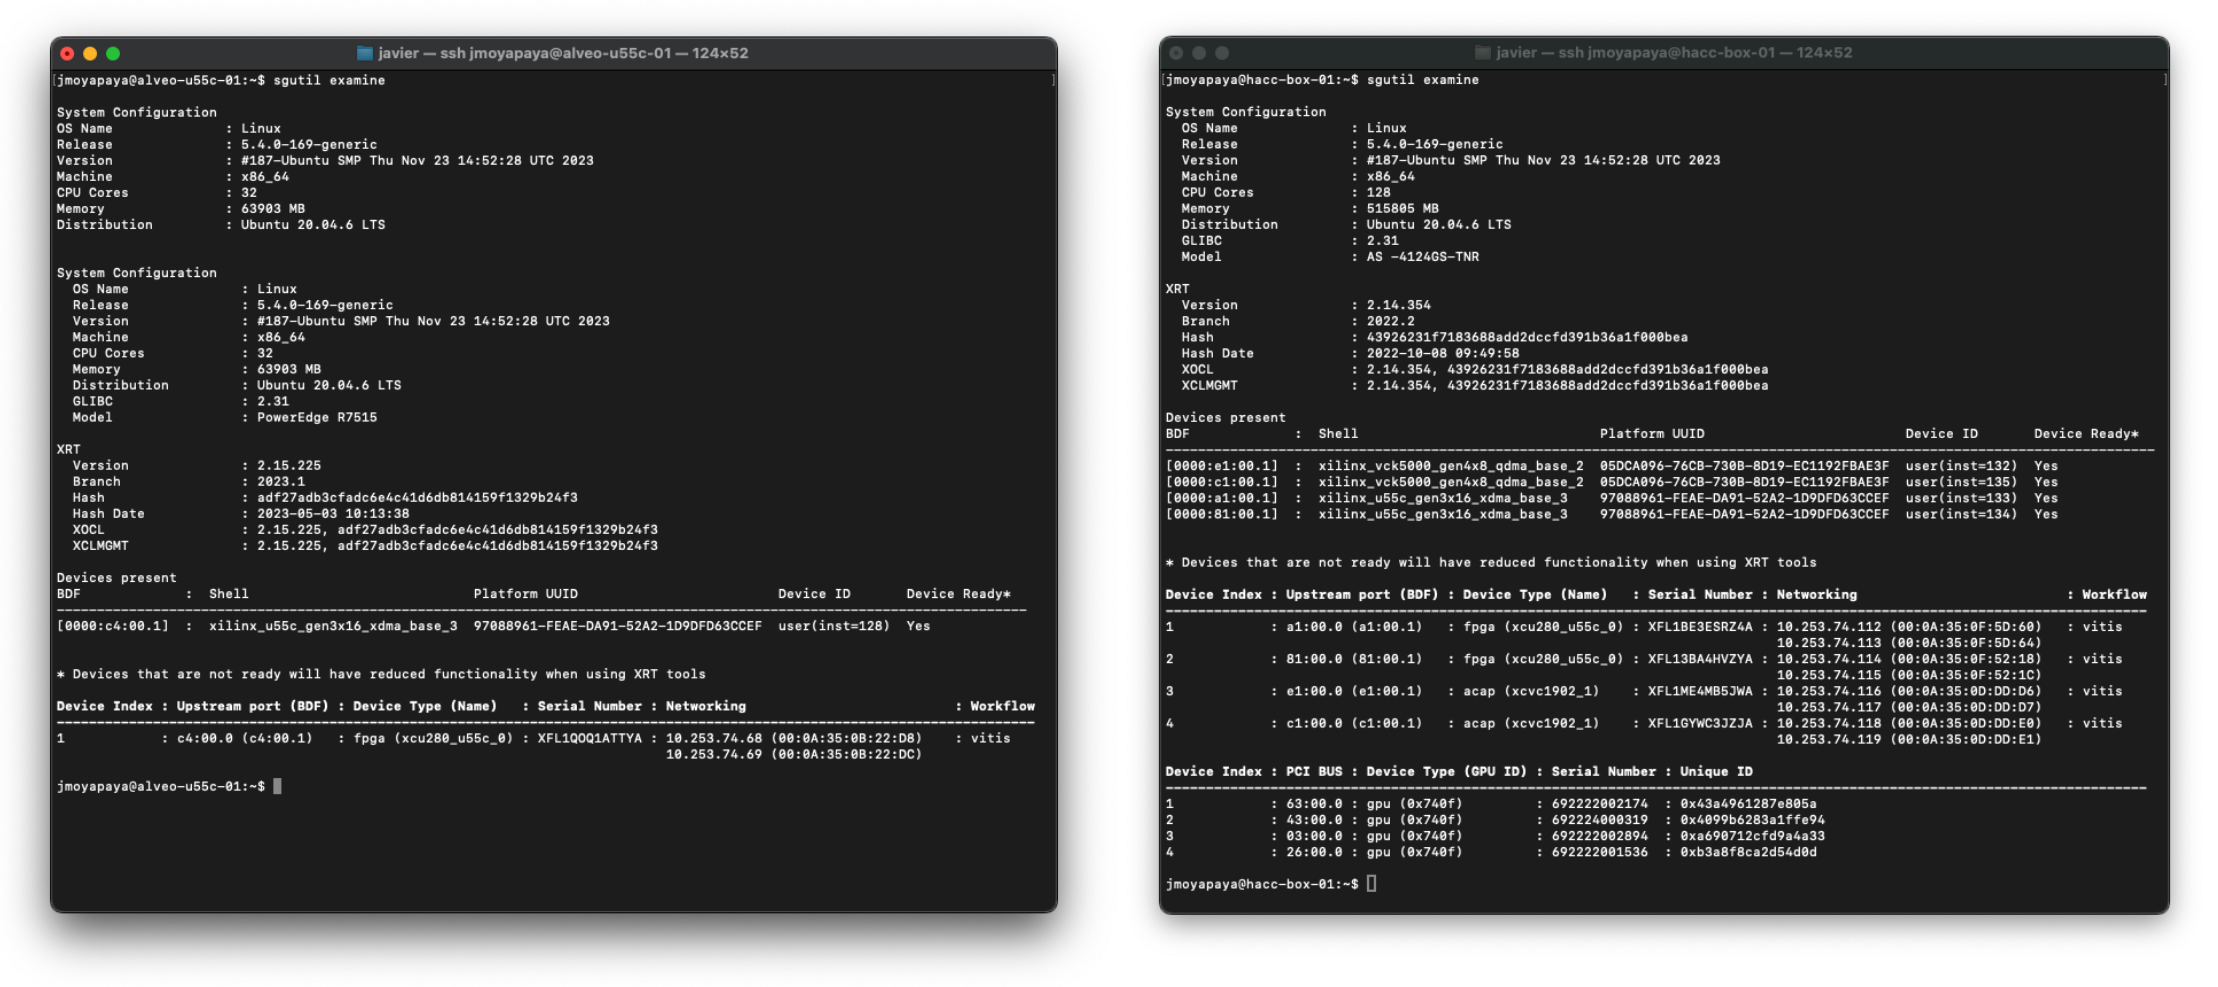 javier — ssh jmoyapaya@alveo-u55c-01 — 124×52
[jmoyapaya@alveo-u55c-01:~$ sgutil examine ]
System Configuration
OS Name : Linux
Release : 5.4.0-169-generic
Version : #187-Ubuntu SMP Thu Nov 23 14:52:28 UTC 2023
Machine : x86_64
CPU Cores : 32
Memory : 63903 MB
Distribution : Ubuntu 20.04.6 LTS
System Configuration
OS Name : Linux
Release : 5.4.0-169-generic
Version : #187-Ubuntu SMP Thu Nov 23 14:52:28 UTC 2023
Machine : x86_64
CPU Cores : 32
Memory : 63903 MB
Distribution : Ubuntu 20.04.6 LTS
GLIBC : 2.31
Model : PowerEdge R7515
XRT
Version : 2.15.225
Branch : 2023.1
Hash : adf27adb3cfadc6e4c41d6db814159f1329b24f3
Hash Date : 2023-05-03 10:13:38
XOCL : 2.15.225, adf27adb3cfadc6e4c41d6db814159f1329b24f3
XCLMGMT : 2.15.225, adf27adb3cfadc6e4c41d6db814159f1329b24f3
Devices present
BDF : Shell Platform UUID Device ID Device Ready*
[0000:c4:00.1] : xilinx_u55c_gen3x16_xdma_base_3 97088961-FEAE-DA91-52A2-1D9DFD63CCEF user(inst=128) Yes
* Devices that are not ready will have reduced functionality when using XRT tools
Device Index : Upstream port (BDF) : Device Type (Name) : Serial Number : Networking : Workflow
1 : c4:00.0 (c4:00.1) : fpga (xcu280_u55c_0) : XFL1QOQ1ATTYA : 10.253.74.68 (00:0A:35:0B:22:D8) : vitis
10.253.74.69 (00:0A:35:0B:22:DC)
jmoyapaya@alveo-u55c-01:~$
javier — ssh jmoyapaya@hacc-box-01 — 124×52
[jmoyapaya@hacc-box-01:~$ sgutil examine ]
System Configuration
OS Name : Linux
Release : 5.4.0-169-generic
Version : #187-Ubuntu SMP Thu Nov 23 14:52:28 UTC 2023
Machine : x86_64
CPU Cores : 128
Memory : 515805 MB
Distribution : Ubuntu 20.04.6 LTS
GLIBC : 2.31
Model : AS -4124GS-TNR
XRT
Version : 2.14.354
Branch : 2022.2
Hash : 43926231f7183688add2dccfd391b36a1f000bea
Hash Date : 2022-10-08 09:49:58
XOCL : 2.14.354, 43926231f7183688add2dccfd391b36a1f000bea
XCLMGMT : 2.14.354, 43926231f7183688add2dccfd391b36a1f000bea
Devices present
BDF : Shell Platform UUID Device ID Device Ready*
[0000:e1:00.1] : xilinx_vck5000_gen4x8_qdma_base_2 05DCA096-76CB-730B-8D19-EC1192FBAE3F user(inst=132) Yes
[0000:c1:00.1] : xilinx_vck5000_gen4x8_qdma_base_2 05DCA096-76CB-730B-8D19-EC1192FBAE3F user(inst=135) Yes
[0000:a1:00.1] : xilinx_u55c_gen3x16_xdma_base_3 97088961-FEAE-DA91-52A2-1D9DFD63CCEF user(inst=133) Yes
[0000:81:00.1] : xilinx_u55c_gen3x16_xdma_base_3 97088961-FEAE-DA91-52A2-1D9DFD63CCEF user(inst=134) Yes
* Devices that are not ready will have reduced functionality when using XRT tools
Device Index : Upstream port (BDF) : Device Type (Name) : Serial Number : Networking : Workflow
1 : a1:00.0 (a1:00.1) : fpga (xcu280_u55c_0) : XFL1BE3ESRZ4A : 10.253.74.112 (00:0A:35:0F:5D:60) : vitis
10.253.74.113 (00:0A:35:0F:5D:64)
2 : 81:00.0 (81:00.1) : fpga (xcu280_u55c_0) : XFL13BA4HVZYA : 10.253.74.114 (00:0A:35:0F:52:18) : vitis
10.253.74.115 (00:0A:35:0F:52:1C)
3 : e1:00.0 (e1:00.1) : acap (xcvc1902_1) : XFL1ME4MB5JWA : 10.253.74.116 (00:0A:35:0D:DD:D6) : vitis
10.253.74.117 (00:0A:35:0D:DD:D7)
4 : c1:00.0 (c1:00.1) : acap (xcvc1902_1) : XFL1GYWC3JZJA : 10.253.74.118 (00:0A:35:0D:DD:E0) : vitis
10.253.74.119 (00:0A:35:0D:DD:E1)
Device Index : PCI BUS : Device Type (GPU ID) : Serial Number : Unique ID
1 : 63:00.0 : gpu (0x740f) : 692222002174 : 0x43a4961287e805a
2 : 43:00.0 : gpu (0x740f) : 692224000319 : 0x4099b6283a1ffe94
3 : 03:00.0 : gpu (0x740f) : 692222002894 : 0xa690712cfd9a4a33
4 : 26:00.0 : gpu (0x740f) : 692222001536 : 0xb3a8f8ca2d54d0d
jmoyapaya@hacc-box-01:~$